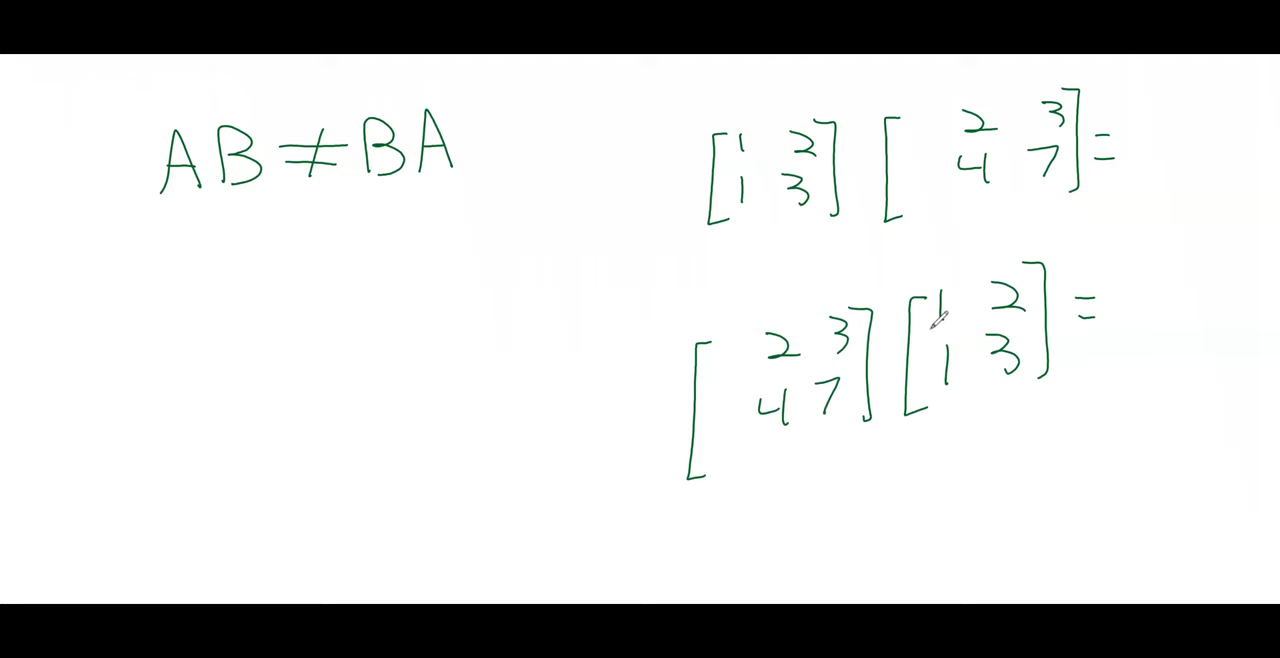 AB ≠ BA
[1 2] [2 3] =
[1 3] [4 7]
[2 3] [1 2] =
[4 7] [1 3]